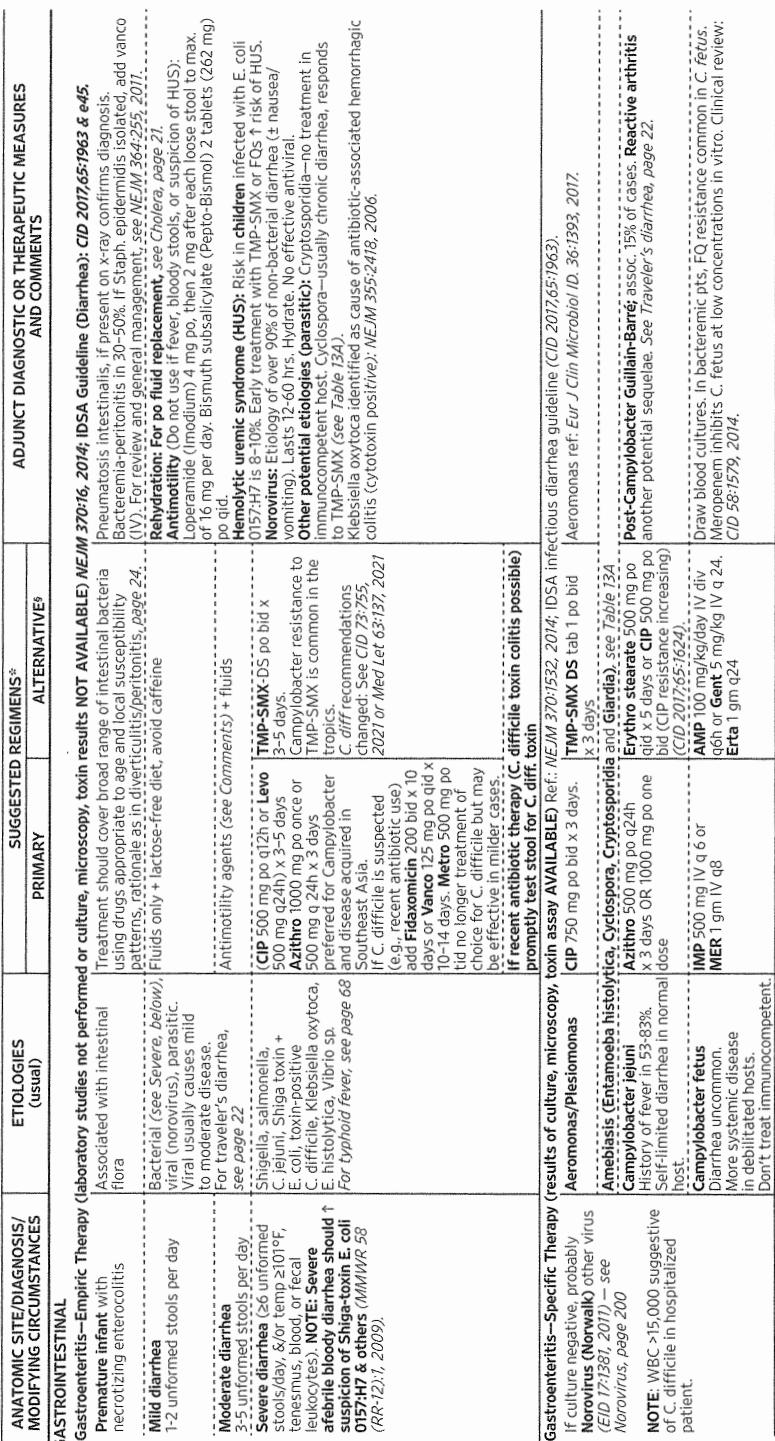 ANATOMIC SITE/DIAGNOSIS/
MODIFYING CIRCUMSTANCES
ETIOLOGIES
(usual)
SUGGESTED REGIMENS*
PRIMARY
ALTERNATIVE§
ADJUNCT DIAGNOSTIC OR THERAPEUTIC MEASURES
AND COMMENTS
GASTROINTESTINAL
Gastroenteritis—Empiric Therapy (laboratory studies not performed or culture, microscopy, toxin results NOT AVAILABLE) NEJM 370:16, 2014; IDSA Guideline (Diarrhea): CID 2017,65:1963 & e45.
Premature infant with
necrotizing enterocolitis
Associated with intestinal
flora
Treatment should cover broad range of intestinal bacteria
using drugs appropriate to age and local susceptibility
patterns, rationale as in diverticulitis/peritonitis, page 24.
Pneumatosis intestinalis, if present on x-ray confirms diagnosis.
Bacteremia-peritonitis in 30-50%. If Staph. epidermidis isolated, add vanco
(IV). For review and general management, see NEJM 364:255, 2011.
Mild diarrhea
1-2 unformed stools per day
Bacterial (see Severe, below),
viral (norovirus), parasitic.
Viral usually causes mild
to moderate disease.
For traveler's diarrhea,
see page 22
Fluids only + lactose-free diet, avoid caffeine
Rehydration: For po fluid replacement, see Cholera, page 21.
Antimotility (Do not use if fever, bloody stools, or suspicion of HUS):
Loperamide (Imodium) 4 mg po, then 2 mg after each loose stool to max.
of 16 mg per day. Bismuth subsalicylate (Pepto-Bismol) 2 tablets (262 mg)
po qid.
Moderate diarrhea
3-5 unformed stools per day
Antimotility agents (see Comments) + fluids
Severe diarrhea (≥6 unformed
stools/day, &/or temp ≥101°F,
tenesmus, blood, or fecal
leukocytes). NOTE: Severe
afebrile bloody diarrhea should ↑
suspicion of Shiga-toxin E. coli
0157:H7 & others (MMWR 58
(RR-12):1, 2009).
Shigella, salmonella,
C. jejuni, Shiga toxin +
E. coli, toxin-positive
C. difficile, Klebsiella oxytoca,
E. histolytica, Vibrio sp.
For typhoid fever, see page 68
(CIP 500 mg po q12h or Levo
500 mg q24h) x 3-5 days
Azithro 1000 mg po once or
500 mg q 24h x 3 days
preferred for Campylobacter
and disease acquired in
Southeast Asia.
If C. difficile is suspected
(e.g., recent antibiotic use)
add Fidaxomicin 200 bid x 10
days or Vanco 125 mg po qid x
10-14 days. Metro 500 mg po
tid no longer treatment of
choice for C. difficile but may
be effective in milder cases.
TMP-SMX-DS po bid x
3-5 days.
Campylobacter resistance to
TMP-SMX is common in the
tropics.
C. diff recommendations
changed: See CID 73:755,
2021 or Med Let 63:137, 2021
If recent antibiotic therapy (C. difficile toxin colitis possible)
promptly test stool for C. diff. toxin
Hemolytic uremic syndrome (HUS): Risk in children infected with E. coli
0157:H7 is 8-10%. Early treatment with TMP-SMX or FQs ↑ risk of HUS.
Norovirus: Etiology of over 90% of non-bacterial diarrhea (± nausea/
vomiting). Lasts 12-60 hrs. Hydrate. No effective antiviral.
Other potential etiologies (parasitic): Cryptosporidia—no treatment in
immunocompetent host. Cyclospora—usually chronic diarrhea, responds
to TMP-SMX (see Table 13A).
Klebsiella oxytoca identified as cause of antibiotic-associated hemorrhagic
colitis (cytotoxin positive): NEJM 355:2418, 2006.
Gastroenteritis—Specific Therapy (results of culture, microscopy, toxin assay AVAILABLE) Ref.: NEJM 370:1532, 2014; IDSA infectious diarrhea guideline (CID 2017,65:1963).
If culture negative, probably
Norovirus (Norwalk) other virus
(EID 17:1381, 2011) — see
Norovirus, page 200
NOTE: WBC >15,000 suggestive
of C. difficile in hospitalized
patient.
Aeromonas/Plesiomonas
CIP 750 mg po bid x 3 days.
TMP-SMX DS tab 1 po bid
x 3 days
Aeromonas ref: Eur J Clin Microbiol ID. 36:1393, 2017.
Amebiasis (Entamoeba histolytica, Cyclospora, Cryptosporidia and Giardia), see Table 13A
Campylobacter jejuni
History of fever in 53-83%.
Self-limited diarrhea in normal
host.
Azithro 500 mg po q24h
x 3 days OR 1000 mg po one
dose
Erythro stearate 500 mg po
qid x 5 days or CIP 500 mg po
bid (CIP resistance increasing)
(CID 2017;65:1624).
Post-Campylobacter Guillain-Barré; assoc. 15% of cases. Reactive arthritis
another potential sequelae. See Traveler's diarrhea, page 22.
Campylobacter fetus
Diarrhea uncommon.
More systemic disease
in debilitated hosts.
Don't treat immunocompetent.
IMP 500 mg IV q 6 or
MER 1 gm IV q8
AMP 100 mg/kg/day IV div
q6h or Gent 5 mg/kg IV q 24.
Erta 1 gm q24
Draw blood cultures. In bacteremic pts, FQ resistance common in C. fetus.
Meropenem inhibits C. fetus at low concentrations in vitro. Clinical review:
CID 58:1579, 2014.